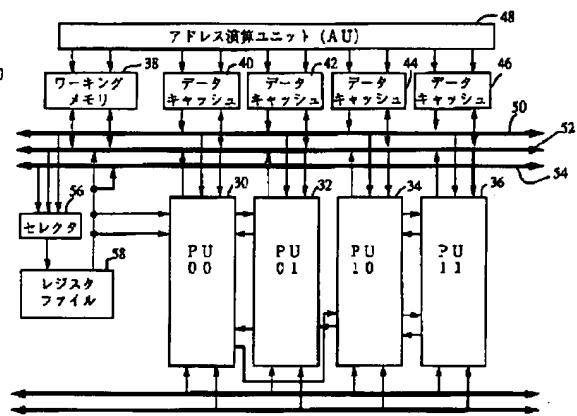 48
アドレス演算ユニット (AU)
38
ワーキング
メモリ
40
データ
キャッシュ
42
データ
キャッシュ
44
データ
キャッシュ
46
データ
キャッシュ
50
52
54
56
セレクタ
58
レジスタ
ファイル
30
PU
00
32
PU
01
34
PU
10
36
PU
11